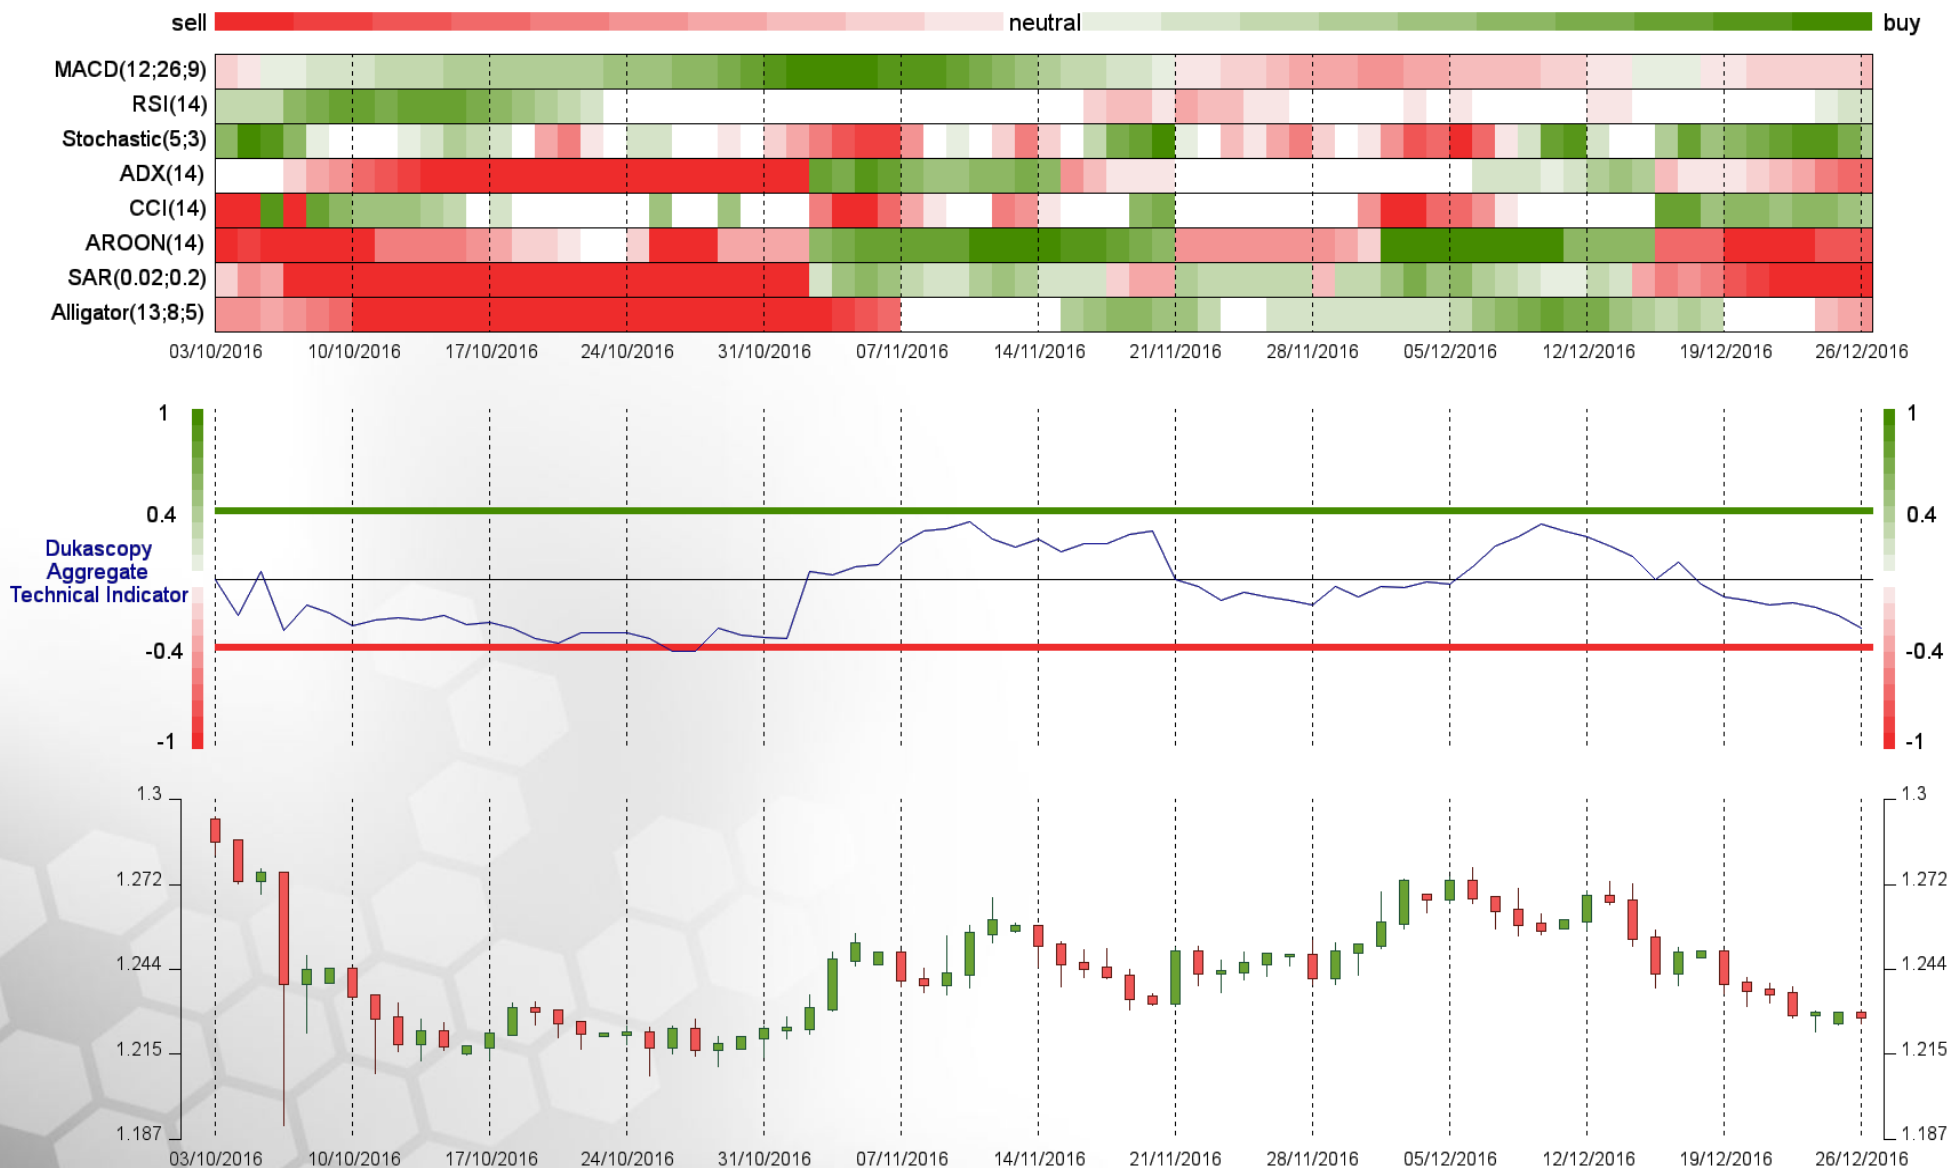 sell neutral buy
MACD(12;26;9)
RSI(14)
Stochastic(5;3)
ADX(14)
CCI(14)
AROON(14)
SAR(0.02;0.2)
Alligator(13;8;5)
03/10/2016 10/10/2016 17/10/2016 24/10/2016 31/10/2016 07/11/2016 14/11/2016 21/11/2016 28/11/2016 05/12/2016 12/12/2016 19/12/2016 26/12/2016
1 1
0.4 0.4
Dukascopy
Aggregate
Technical Indicator
-0.4 -0.4
-1 -1
1.3 1.3
1.272 1.272
1.244 1.244
1.215 1.215
1.187 1.187
03/10/2016 10/10/2016 17/10/2016 24/10/2016 31/10/2016 07/11/2016 14/11/2016 21/11/2016 28/11/2016 05/12/2016 12/12/2016 19/12/2016 26/12/2016